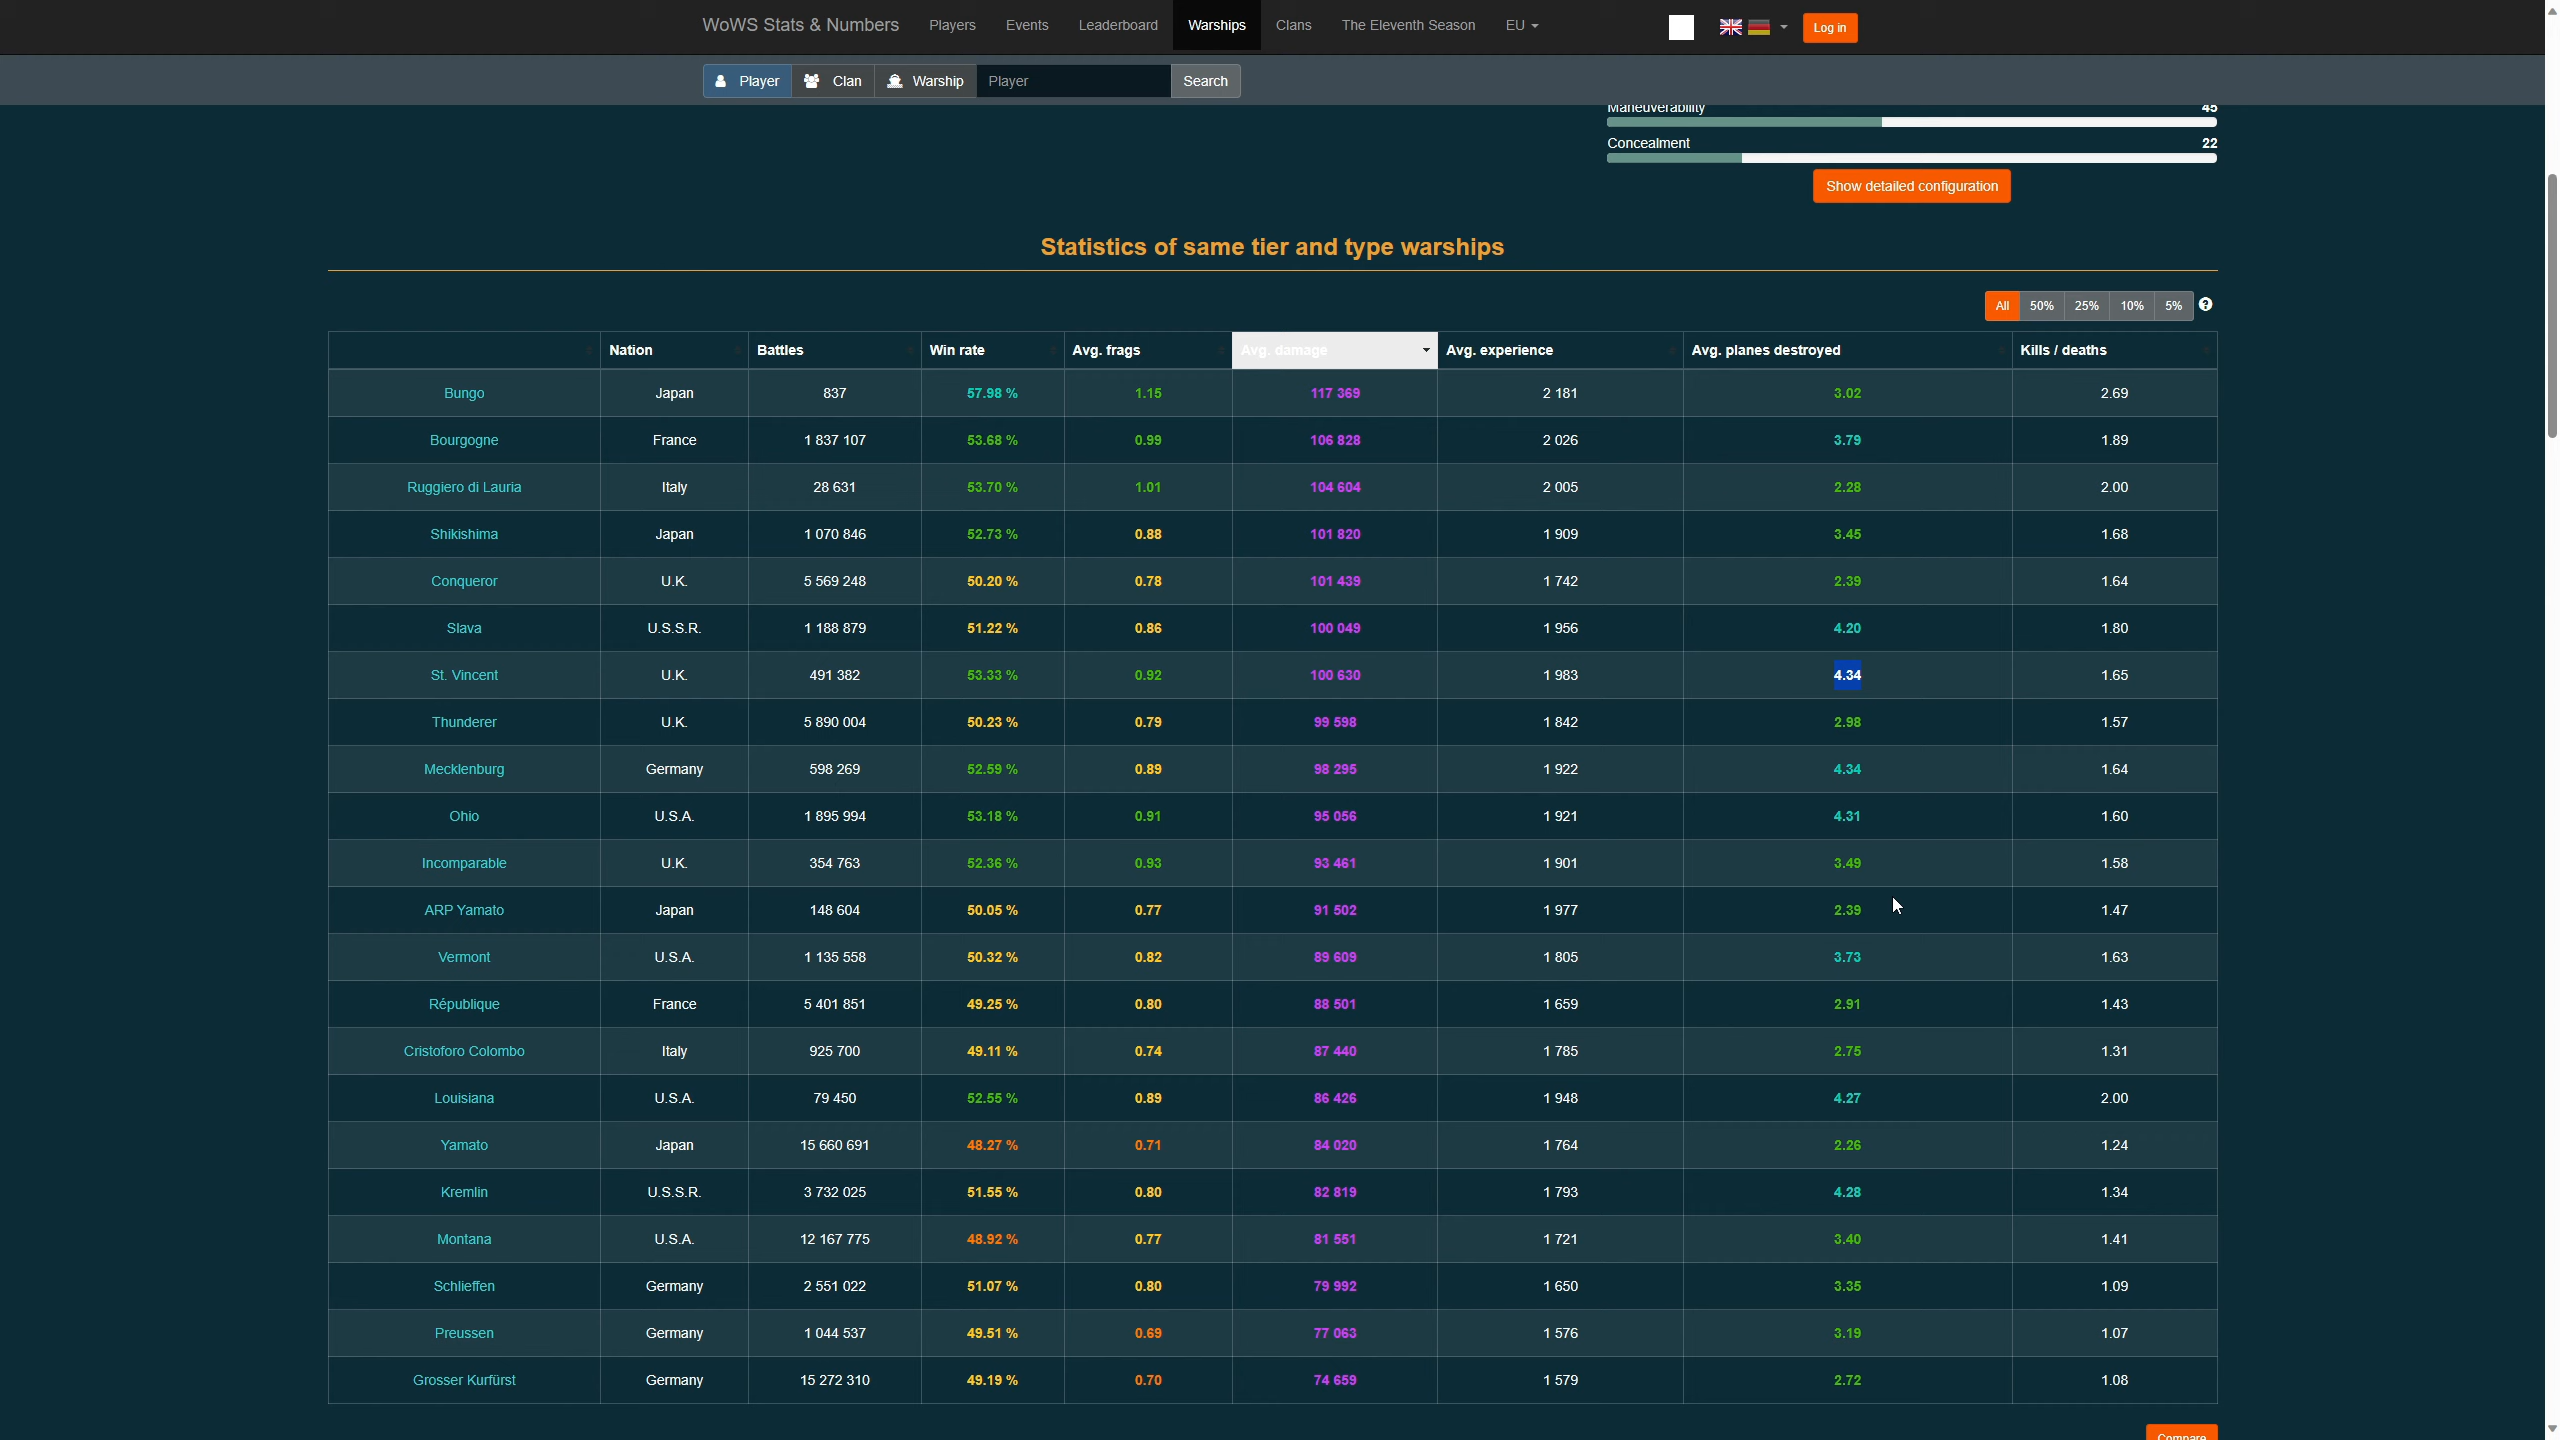 WoWS Stats & Numbers Players Events Leaderboard Warships Clans The Eleventh Season EU Log in
Player Clan Warship Player Search
Maneuverability 45
Concealment 22
Show detailed configuration
Statistics of same tier and type warships
All 50% 25% 10% 5% ?
Nation Battles Win rate Avg. frags Avg. damage Avg. experience Avg. planes destroyed Kills / deaths
Bungo Japan 837 57.98 % 1.15 117 369 2 181 3.02 2.69
Bourgogne France 1 837 107 53.68 % 0.99 106 828 2 026 3.79 1.89
Ruggiero di Lauria Italy 28 631 53.70 % 1.01 104 604 2 005 2.28 2.00
Shikishima Japan 1 070 846 52.73 % 0.88 101 820 1 909 3.45 1.68
Conqueror U.K. 5 569 248 50.20 % 0.78 101 439 1 742 2.39 1.64
Slava U.S.S.R. 1 188 879 51.22 % 0.86 100 049 1 956 4.20 1.80
St. Vincent U.K. 491 382 53.33 % 0.92 100 630 1 983 4.34 1.65
Thunderer U.K. 5 890 004 50.23 % 0.79 99 598 1 842 2.98 1.57
Mecklenburg Germany 598 269 52.59 % 0.89 98 295 1 922 4.34 1.64
Ohio U.S.A. 1 895 994 53.18 % 0.91 95 056 1 921 4.31 1.60
Incomparable U.K. 354 763 52.36 % 0.93 93 461 1 901 3.49 1.58
ARP Yamato Japan 148 604 50.05 % 0.77 91 502 1 977 2.39 1.47
Vermont U.S.A. 1 135 558 50.32 % 0.82 89 609 1 805 3.73 1.63
République France 5 401 851 49.25 % 0.80 88 501 1 659 2.91 1.43
Cristoforo Colombo Italy 925 700 49.11 % 0.74 87 440 1 785 2.75 1.31
Louisiana U.S.A. 79 450 52.55 % 0.89 86 426 1 948 4.27 2.00
Yamato Japan 15 660 691 48.27 % 0.71 84 020 1 764 2.26 1.24
Kremlin U.S.S.R. 3 732 025 51.55 % 0.80 82 819 1 793 4.28 1.34
Montana U.S.A. 12 167 775 48.92 % 0.77 81 551 1 721 3.40 1.41
Schlieffen Germany 2 551 022 51.07 % 0.80 79 992 1 650 3.35 1.09
Preussen Germany 1 044 537 49.51 % 0.69 77 063 1 576 3.19 1.07
Grosser Kurfürst Germany 15 272 310 49.19 % 0.70 74 659 1 579 2.72 1.08
Compare